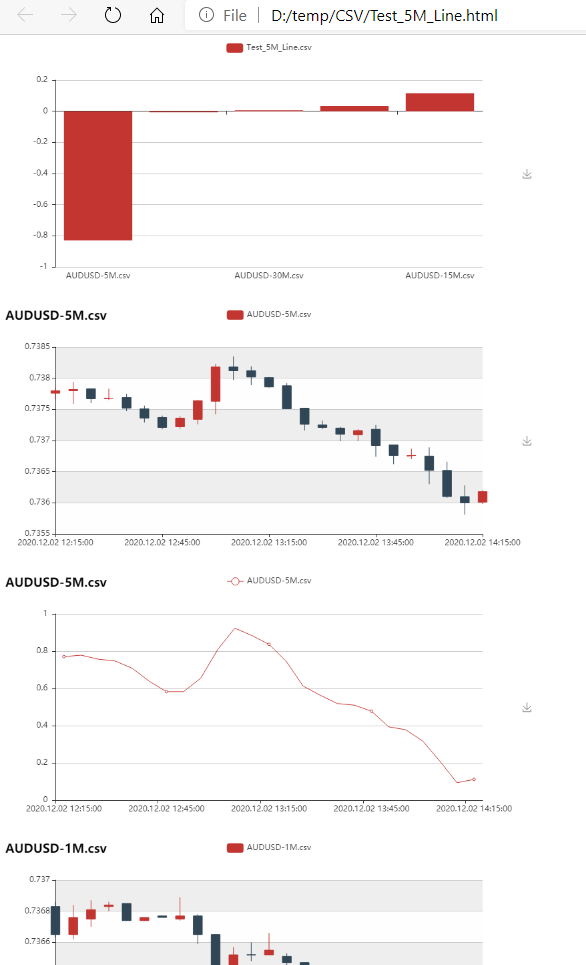 File D:/temp/CSV/Test_5M_Line.html
Test_5M_Line.csv
0.2
0
-0.2
-0.4
-0.6
-0.8
-1
AUDUSD-5M.csv AUDUSD-30M.csv AUDUSD-15M.csv
AUDUSD-5M.csv AUDUSD-5M.csv
0.7385
0.738
0.7375
0.737
0.7365
0.736
0.7355
2020.12.02 12:15:00 2020.12.02 12:45:00 2020.12.02 13:15:00 2020.12.02 13:45:00 2020.12.02 14:15:00
AUDUSD-5M.csv AUDUSD-5M.csv
1
0.8
0.6
0.4
0.2
0
2020.12.02 12:15:00 2020.12.02 12:45:00 2020.12.02 13:15:00 2020.12.02 13:45:00 2020.12.02 14:15:00
AUDUSD-1M.csv AUDUSD-1M.csv
0.737
0.7368
0.7366